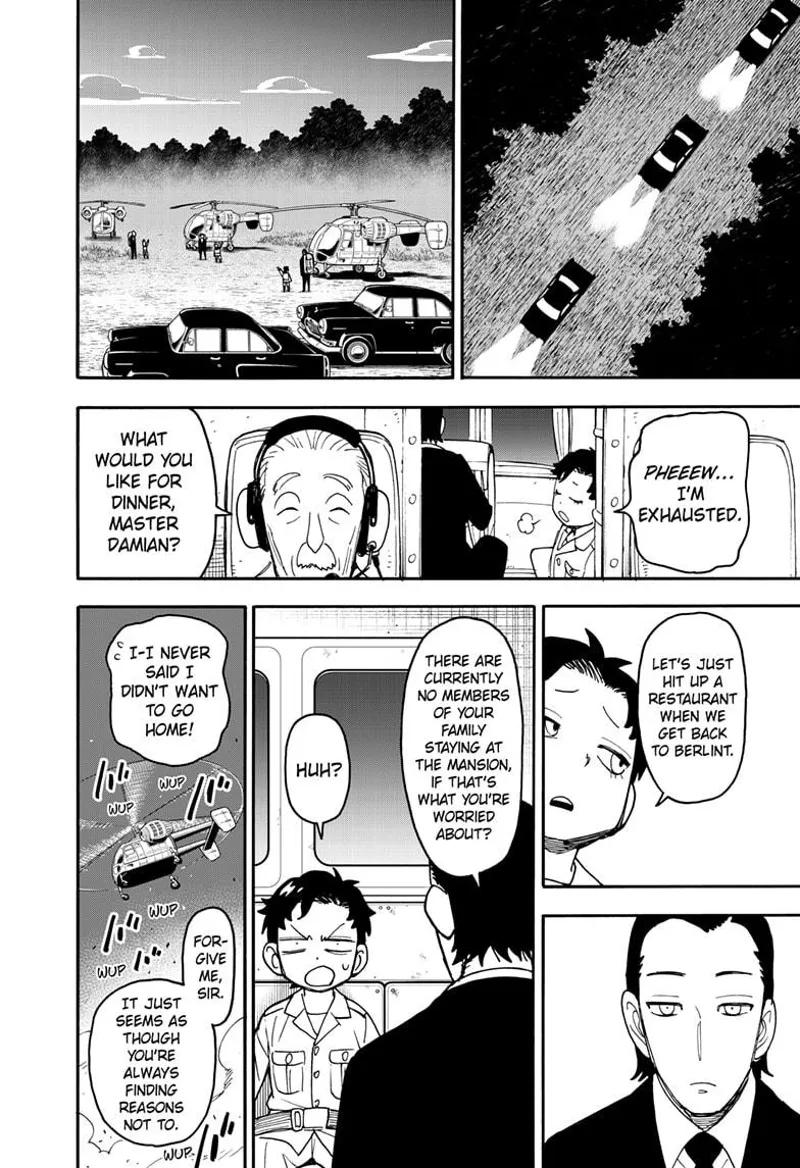 PHEEEW...
I'M
EXHAUSTED.
WHAT
WOULD YOU
LIKE FOR
DINNER,
MASTER
DAMIAN?
LET'S JUST
HIT UP A
RESTAURANT
WHEN WE
GET BACK
TO BERLINT.
THERE ARE
CURRENTLY
NO MEMBERS
OF YOUR
FAMILY
STAYING AT
THE MANSION,
IF THAT'S
WHAT YOU'RE
WORRIED
ABOUT?
HUH?
I-I NEVER
SAID I
DIDN'T WANT
TO GO
HOME!
WUP
WUP
WUP
WUP
FOR-
GIVE
ME,
SIR.
IT JUST
SEEMS AS
THOUGH
YOU'RE
ALWAYS
FINDING
REASONS
NOT TO.
WUP
WUP